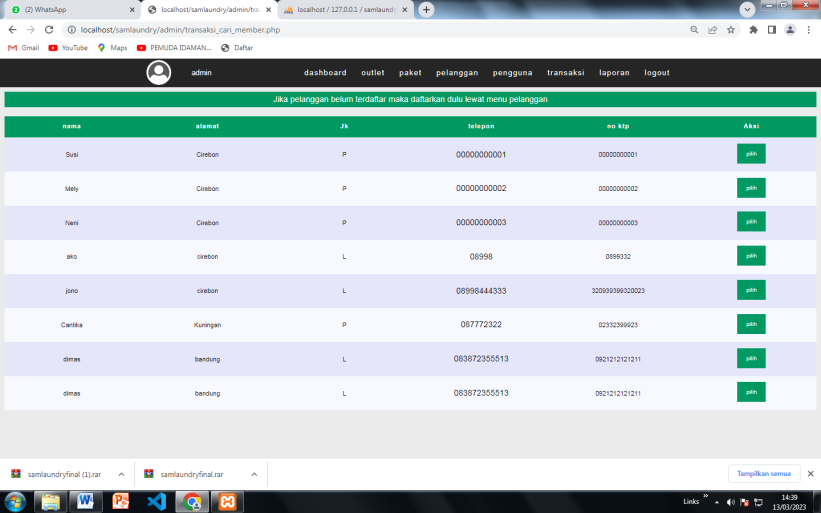 (2) WhatsApp
localhost/samlaundry/admin/tra
localhost / 127.0.0.1 / samlaundr
localhost/samlaundry/admin/transaksi_cari_member.php
Gmail YouTube Maps PEMUDA IDAMAN... Daftar
admin dashboard outlet paket pelanggan pengguna transaksi laporan logout
Jika pelanggan belum terdaftar maka daftarkan dulu lewat menu pelanggan
nama alamat Jk telepon no ktp Aksi
Susi Cirebon P 00000000001 00000000001 pilih
Mely Cirebon P 00000000002 00000000002 pilih
Neni Cirebon P 00000000003 00000000003 pilih
ako cirebon L 08998 0899332 pilih
jono cirebon L 08998444333 320939399320023 pilih
Cantika Kuningan P 087772322 02332399923 pilih
dimas bandung L 083872355513 0921212121211 pilih
dimas bandung L 083872355513 0921212121211 pilih
samlaundryfinal (1).rar samlaundryfinal.rar Tampilkan semua
Links 14:39
13/03/2023